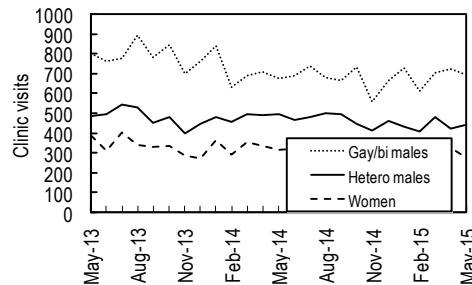 1000
900
800
700
600
500
400
300
200
100
0
Clinic visits
Gay/bi males
Hetero males
Women
May-13
Aug-13
Nov-13
Feb-14
May-14
Aug-14
Nov-14
Feb-15
May-15